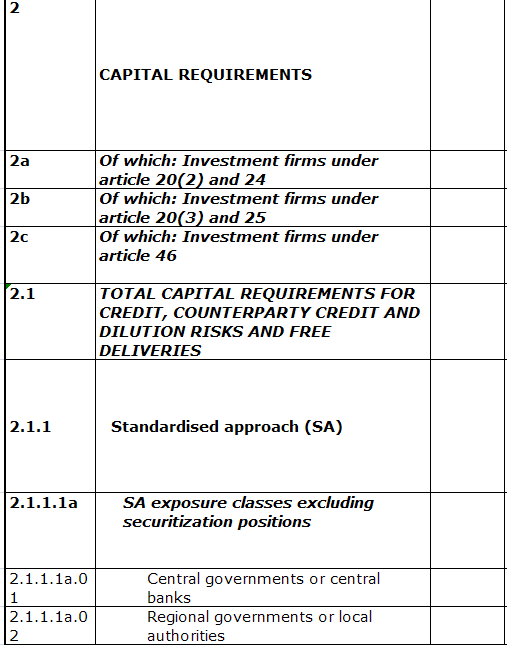 2
CAPITAL REQUIREMENTS
2a
Of which: Investment firms under
article 20(2) and 24
2b
Of which: Investment firms under
article 20(3) and 25
2c
Of which: Investment firms under
article 46
2.1
TOTAL CAPITAL REQUIREMENTS FOR
CREDIT, COUNTERPARTY CREDIT AND
DILUTION RISKS AND FREE
DELIVERIES
2.1.1
Standardised approach (SA)
2.1.1.1a
SA exposure classes excluding
securitization positions
2.1.1.1a.0
1
Central governments or central
banks
2.1.1.1a.0
2
Regional governments or local
authorities